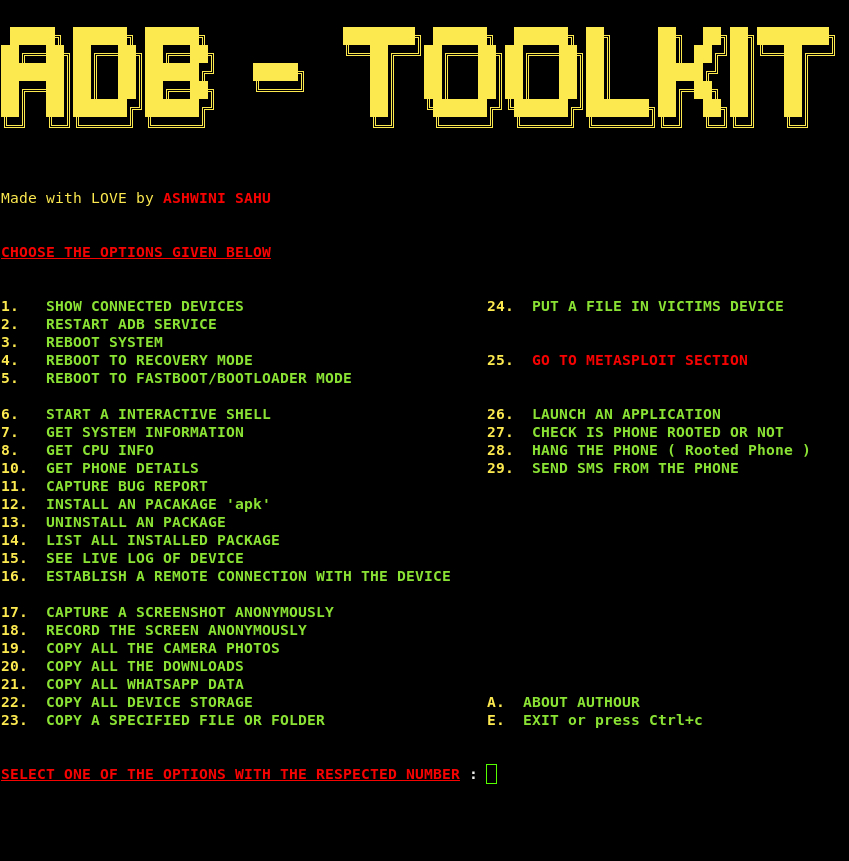 ADB - TOOLKIT
Made with LOVE by ASHWINI SAHU
CHOOSE THE OPTIONS GIVEN BELOW
1. SHOW CONNECTED DEVICES 24. PUT A FILE IN VICTIMS DEVICE
2. RESTART ADB SERVICE
3. REBOOT SYSTEM
4. REBOOT TO RECOVERY MODE 25. GO TO METASPLOIT SECTION
5. REBOOT TO FASTBOOT/BOOTLOADER MODE
6. START A INTERACTIVE SHELL 26. LAUNCH AN APPLICATION
7. GET SYSTEM INFORMATION 27. CHECK IS PHONE ROOTED OR NOT
8. GET CPU INFO 28. HANG THE PHONE ( Rooted Phone )
10. GET PHONE DETAILS 29. SEND SMS FROM THE PHONE
11. CAPTURE BUG REPORT
12. INSTALL AN PACAKAGE 'apk'
13. UNINSTALL AN PACKAGE
14. LIST ALL INSTALLED PACKAGE
15. SEE LIVE LOG OF DEVICE
16. ESTABLISH A REMOTE CONNECTION WITH THE DEVICE
17. CAPTURE A SCREENSHOT ANONYMOUSLY
18. RECORD THE SCREEN ANONYMOUSLY
19. COPY ALL THE CAMERA PHOTOS
20. COPY ALL THE DOWNLOADS
21. COPY ALL WHATSAPP DATA
22. COPY ALL DEVICE STORAGE A. ABOUT AUTHOUR
23. COPY A SPECIFIED FILE OR FOLDER E. EXIT or press Ctrl+c
SELECT ONE OF THE OPTIONS WITH THE RESPECTED NUMBER :